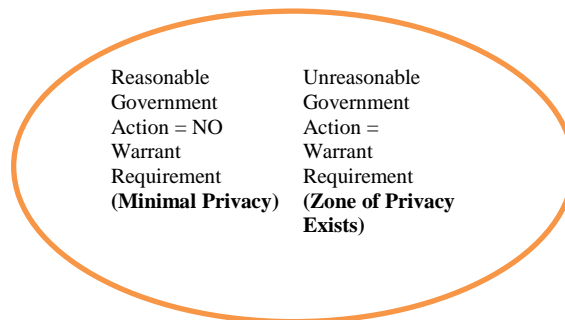 Reasonable
Government
Action = NO
Warrant
Requirement
(Minimal Privacy)
Unreasonable
Government
Action =
Warrant
Requirement
(Zone of Privacy
Exists)